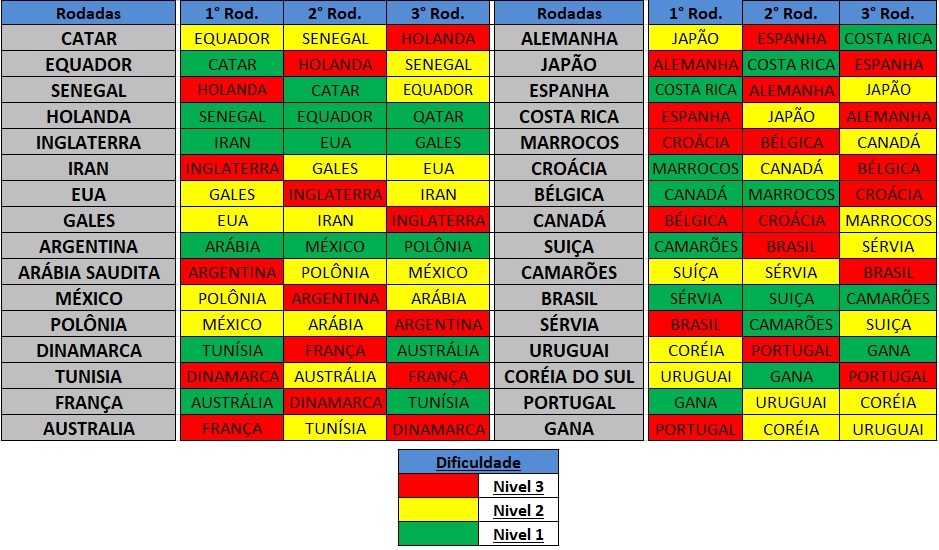 Rodadas 1° Rod. 2° Rod. 3° Rod. Rodadas 1° Rod. 2° Rod. 3° Rod.
CATAR EQUADOR SENEGAL HOLANDA ALEMANHA JAPÃO ESPANHA COSTA RICA
EQUADOR CATAR HOLANDA SENEGAL JAPÃO ALEMANHA COSTA RICA ESPANHA
SENEGAL HOLANDA CATAR EQUADOR ESPANHA COSTA RICA ALEMANHA JAPÃO
HOLANDA SENEGAL EQUADOR QATAR COSTA RICA ESPANHA JAPÃO ALEMANHA
INGLATERRA IRAN EUA GALES MARROCOS CROÁCIA BÉLGICA CANADÁ
IRAN INGLATERRA GALES EUA CROÁCIA MARROCOS CANADÁ BÉLGICA
EUA GALES INGLATERRA IRAN BÉLGICA CANADÁ MARROCOS CROÁCIA
GALES EUA IRAN INGLATERRA CANADÁ BÉLGICA CROÁCIA MARROCOS
ARGENTINA ARÁBIA MÉXICO POLÔNIA SUIÇA CAMARÕES BRASIL SÉRVIA
ARÁBIA SAUDITA ARGENTINA POLÔNIA MÉXICO CAMARÕES SUÍÇA SÉRVIA BRASIL
MÉXICO POLÔNIA ARGENTINA ARÁBIA BRASIL SÉRVIA SUIÇA CAMARÕES
POLÔNIA MÉXICO ARÁBIA ARGENTINA SÉRVIA BRASIL CAMARÕES SUIÇA
DINAMARCA TUNÍSIA FRANÇA AUSTRÁLIA URUGUAI CORÉIA PORTUGAL GANA
TUNISIA DINAMARCA AUSTRÁLIA FRANÇA CORÉIA DO SUL URUGUAI GANA PORTUGAL
FRANÇA AUSTRÁLIA DINAMARCA TUNÍSIA PORTUGAL GANA URUGUAI CORÉIA
AUSTRALIA FRANÇA TUNÍSIA DINAMARCA GANA PORTUGAL CORÉIA URUGUAI
Dificuldade
Nivel 3
Nivel 2
Nivel 1